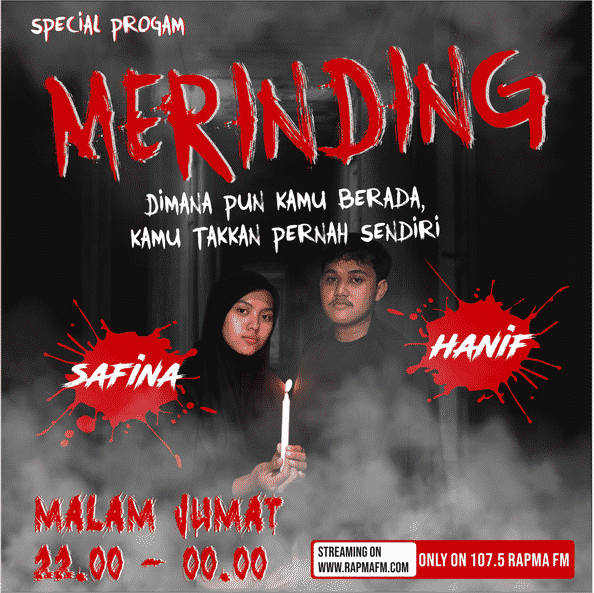 SPECIAL PROGAM
MERINDING
DIMANA PUN KAMU BERADA,
KAMU TAKKAN PERNAH SENDIRI
SAFINA
HANIF
MALAM JUMAT
22.00 - 00.00
STREAMING ON
WWW.RAPMAFM.COM
ONLY ON 107.5 RAPMA FM